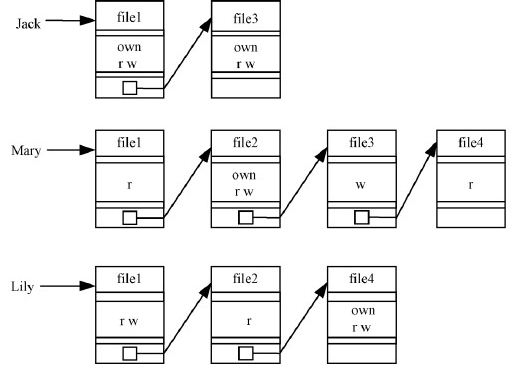 Jack
file1
own
r w
file3
own
r w
Mary
file1
r
file2
own
r w
file3
w
file4
r
Lily
file1
r w
file2
r
file4
own
r w